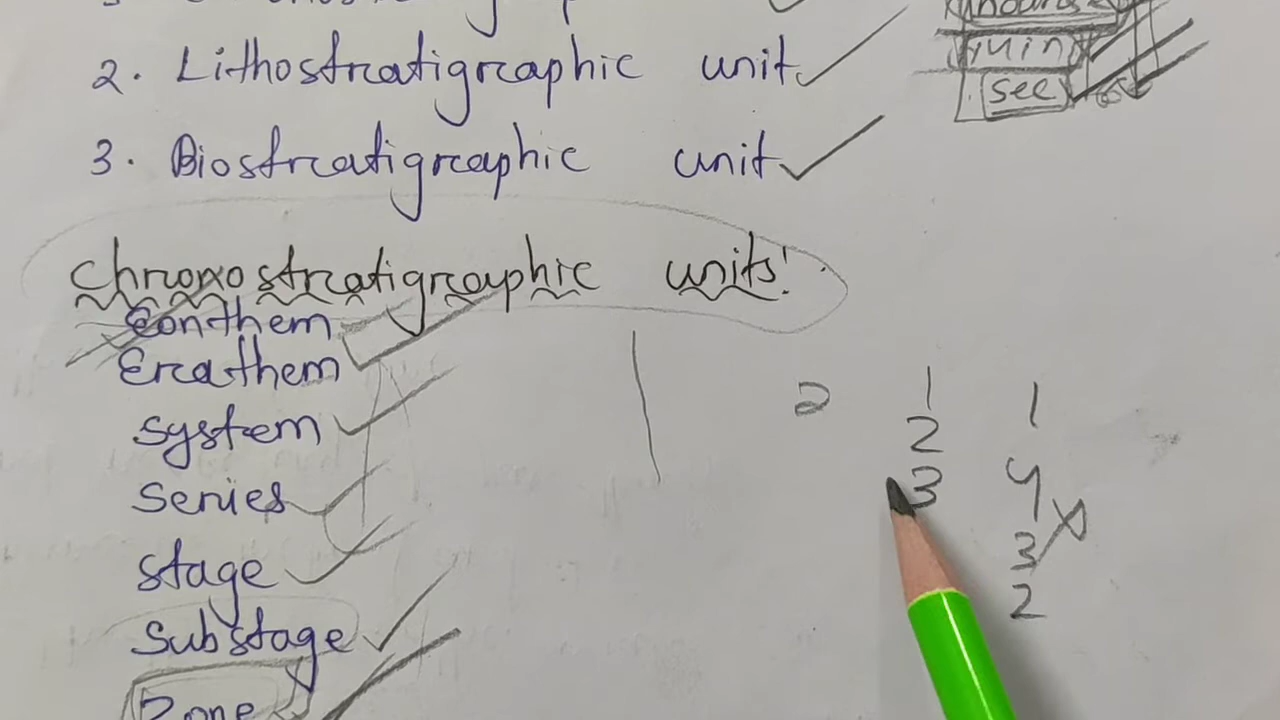 2. Lithostratigraphic unit
3. Biostratigraphic unit
Chronostratigraphic units!
Eonthem
Erathem
System
Series
Stage
Substage
Zone
min
see
2
1
2
3
1
4
3
2